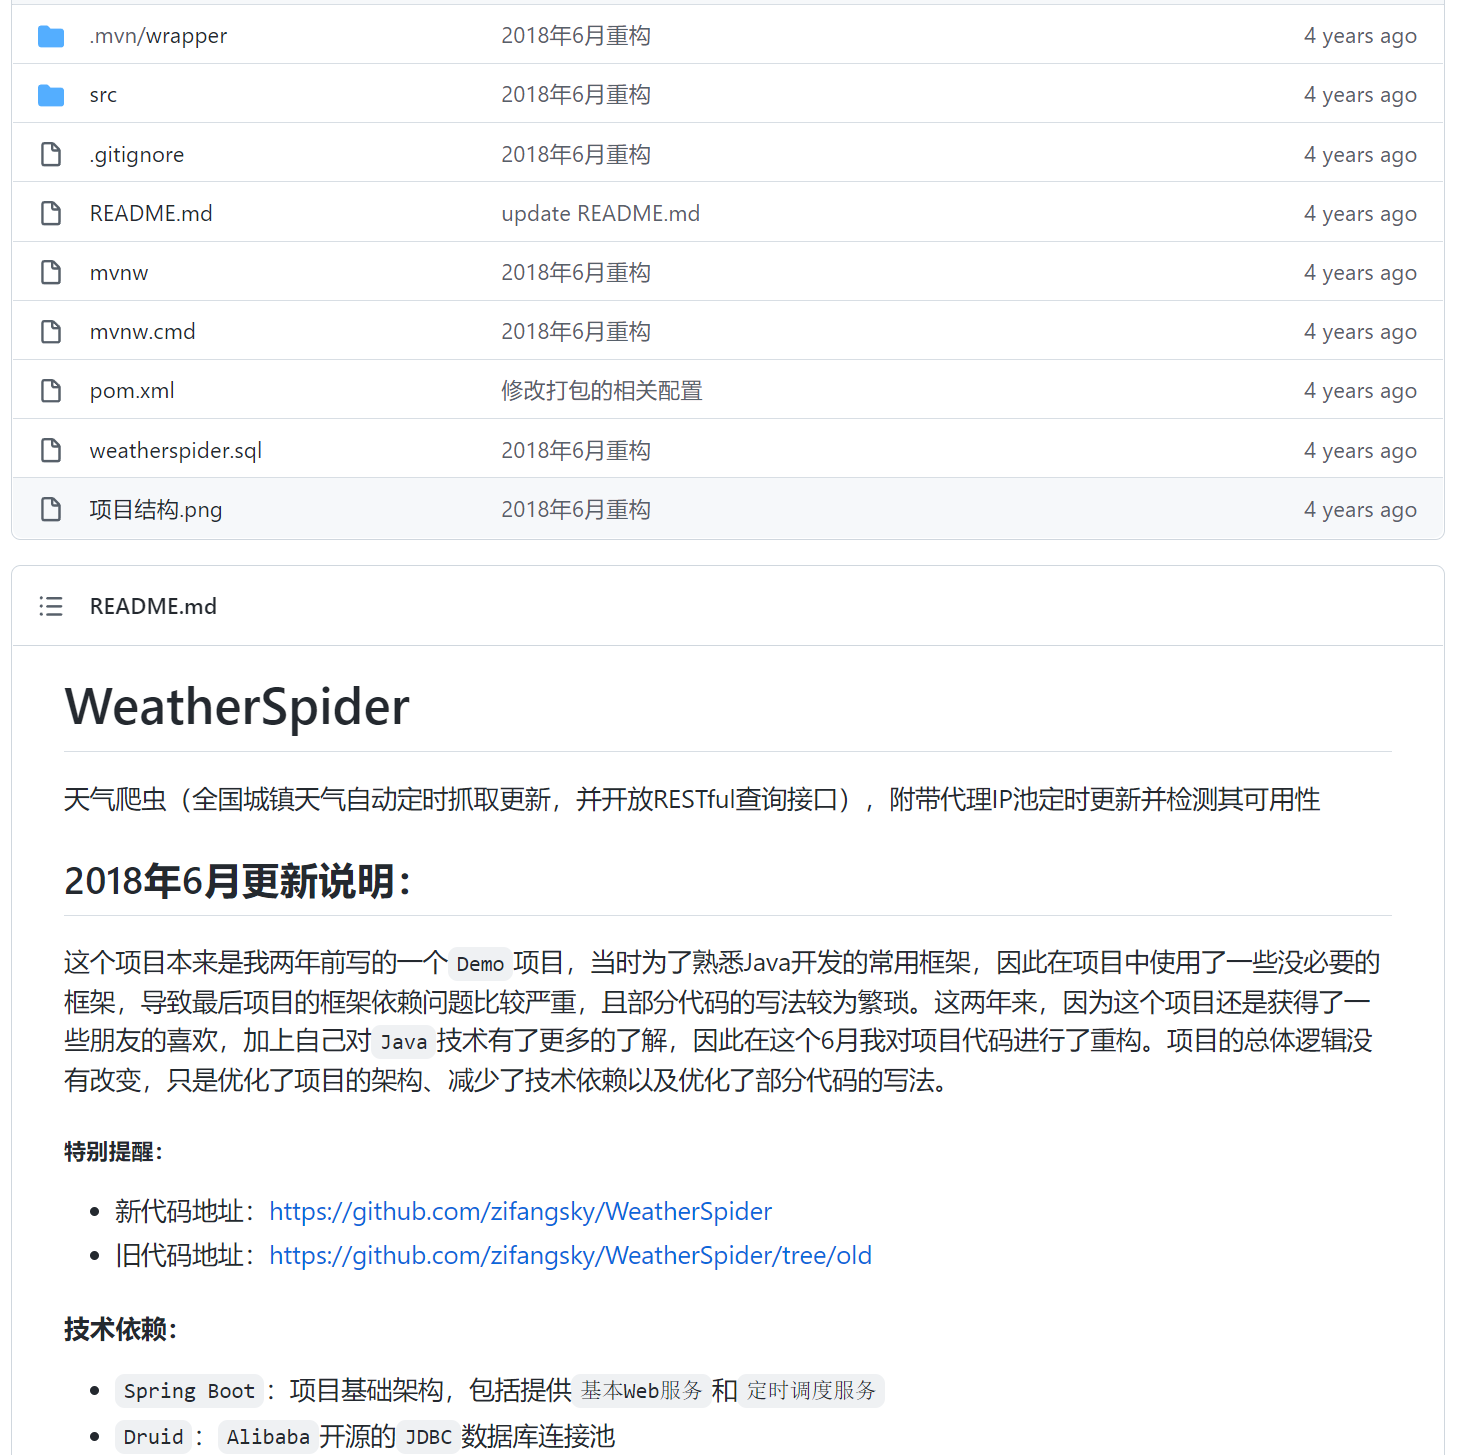 .mvn/wrapper 2018年6月重构 4 years ago
src 2018年6月重构 4 years ago
.gitignore 2018年6月重构 4 years ago
README.md update README.md 4 years ago
mvnw 2018年6月重构 4 years ago
mvnw.cmd 2018年6月重构 4 years ago
pom.xml 修改打包的相关配置 4 years ago
weatherspider.sql 2018年6月重构 4 years ago
项目结构.png 2018年6月重构 4 years ago
README.md
WeatherSpider
天气爬虫（全国城镇天气自动定时抓取更新，并开放RESTful查询接口），附带代理IP池定时更新并检测其可用性
2018年6月更新说明：
这个项目本来是我两年前写的一个Demo项目，当时为了熟悉Java开发的常用框架，因此在项目中使用了一些没必要的
框架，导致最后项目的框架依赖问题比较严重，且部分代码的写法较为繁琐。这两年来，因为这个项目还是获得了一
些朋友的喜欢，加上自己对Java技术有了更多的了解，因此在这个6月我对项目代码进行了重构。项目的总体逻辑没
有改变，只是优化了项目的架构、减少了技术依赖以及优化了部分代码的写法。
特别提醒：
• 新代码地址：https://github.com/zifangsky/WeatherSpider
• 旧代码地址：https://github.com/zifangsky/WeatherSpider/tree/old
技术依赖：
• Spring Boot：项目基础架构，包括提供基本Web服务和定时调度服务
• Druid：Alibaba开源的JDBC数据库连接池